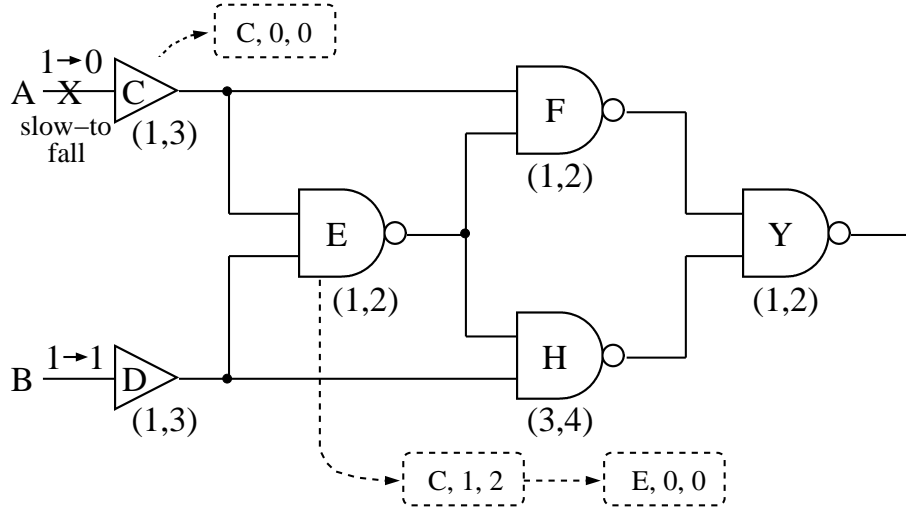 C, 0, 0
1→0
A
X
C
slow−to
fall
(1,3)
F
(1,2)
E
(1,2)
Y
(1,2)
1→1
B
D
(1,3)
H
(3,4)
C, 1, 2
E, 0, 0